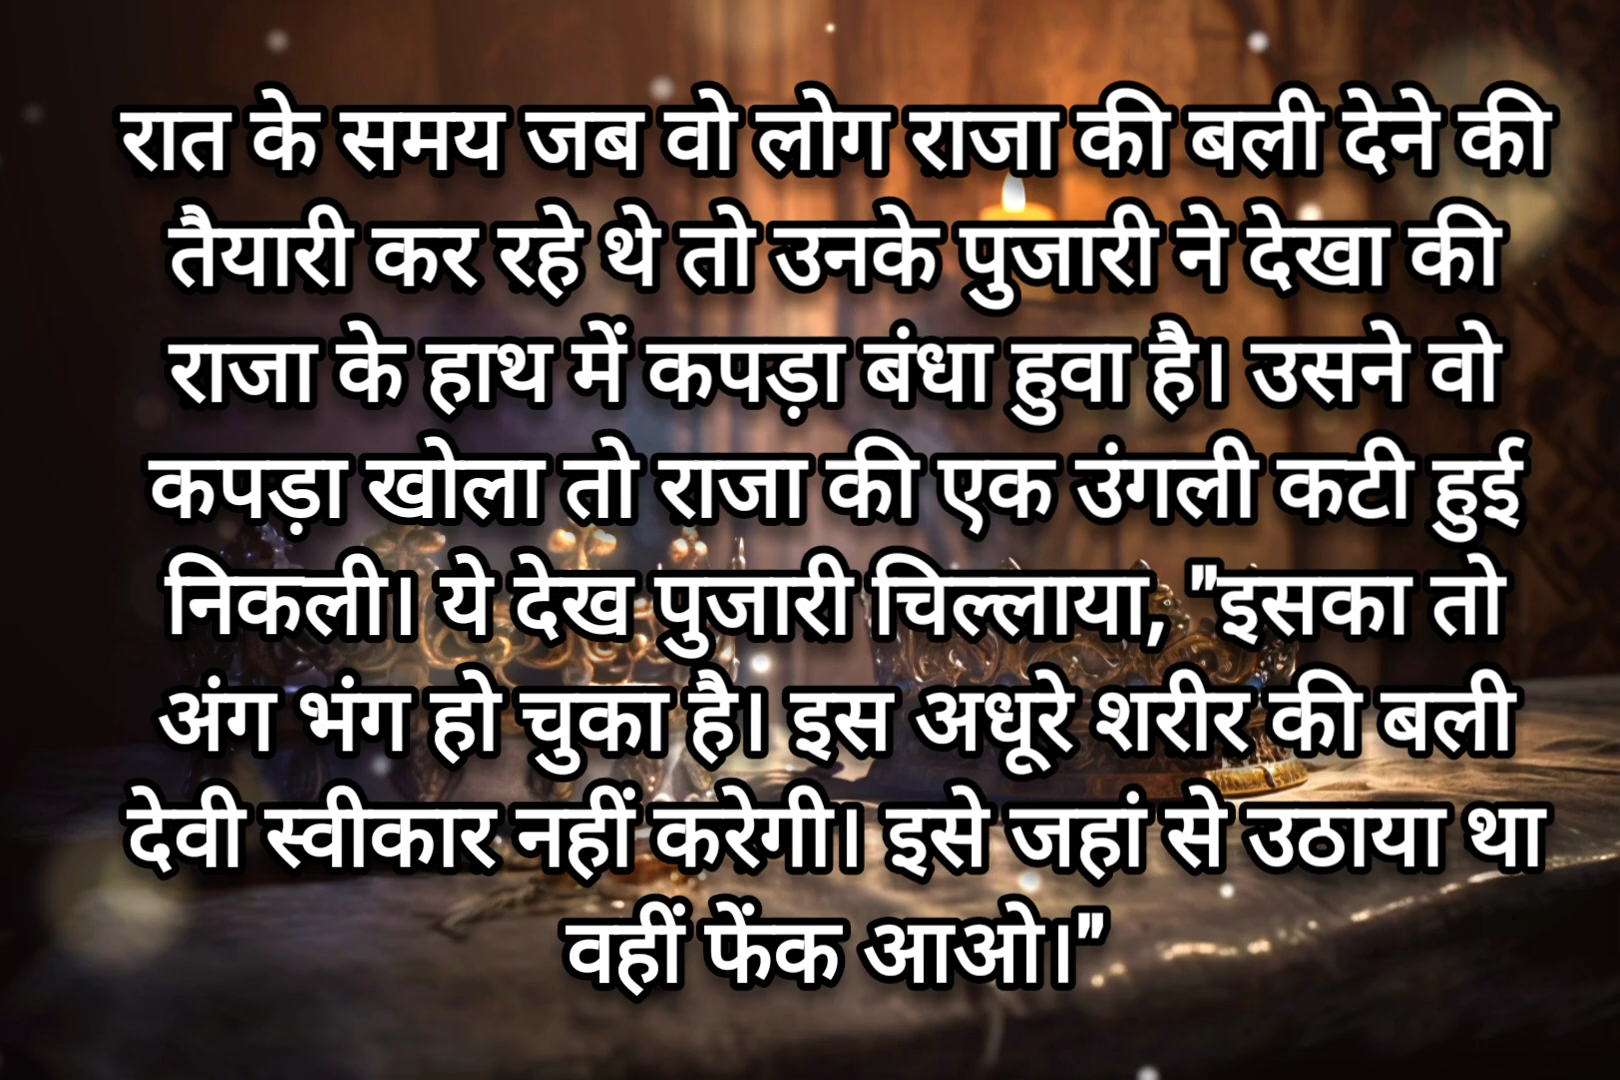 रात के समय जब वो लोग राजा की बली देने की
तैयारी कर रहे थे तो उनके पुजारी ने देखा की
राजा के हाथ में कपड़ा बंधा हुवा है। उसने वो
कपड़ा खोला तो राजा की एक उंगली कटी हुई
निकली। ये देख पुजारी चिल्लाया, "इसका तो
अंग भंग हो चुका है। इस अधूरे शरीर की बली
देवी स्वीकार नहीं करेगी। इसे जहां से उठाया था
वहीं फेंक आओ।"